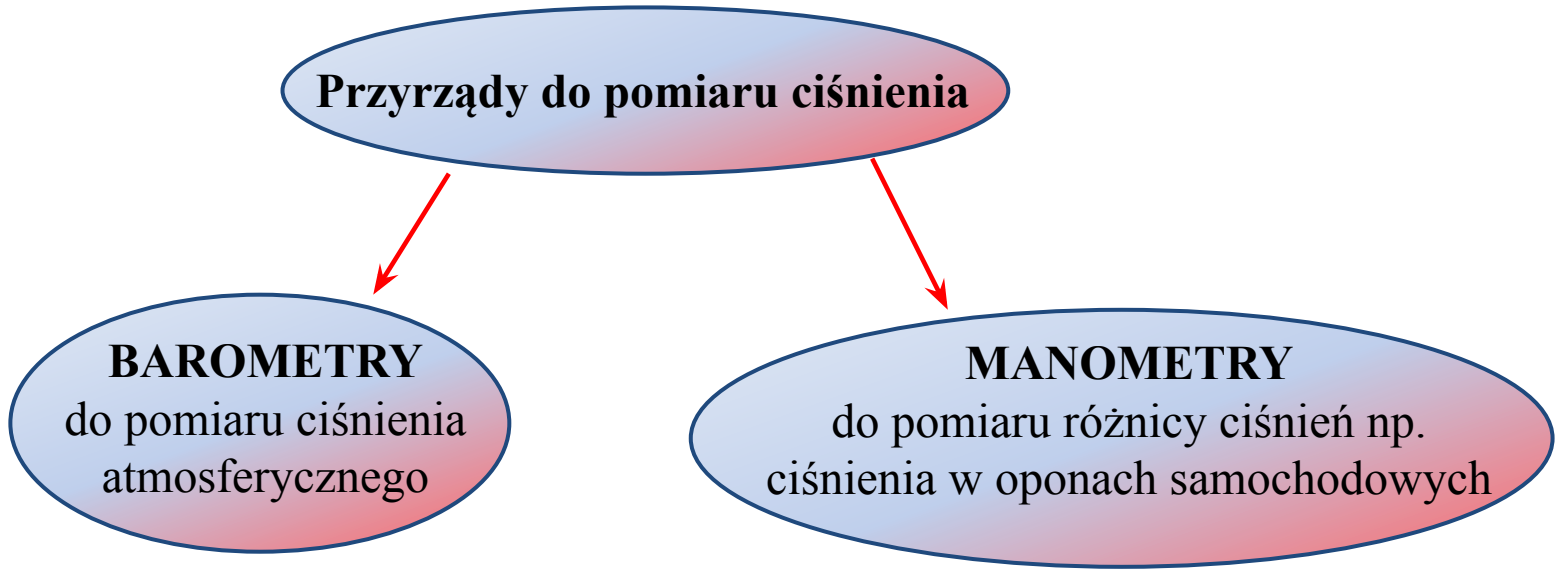 Przyrządy do pomiaru ciśnienia
BAROMETRY
do pomiaru ciśnienia
atmosferycznego
MANOMETRY
do pomiaru różnicy ciśnień np.
ciśnienia w oponach samochodowych